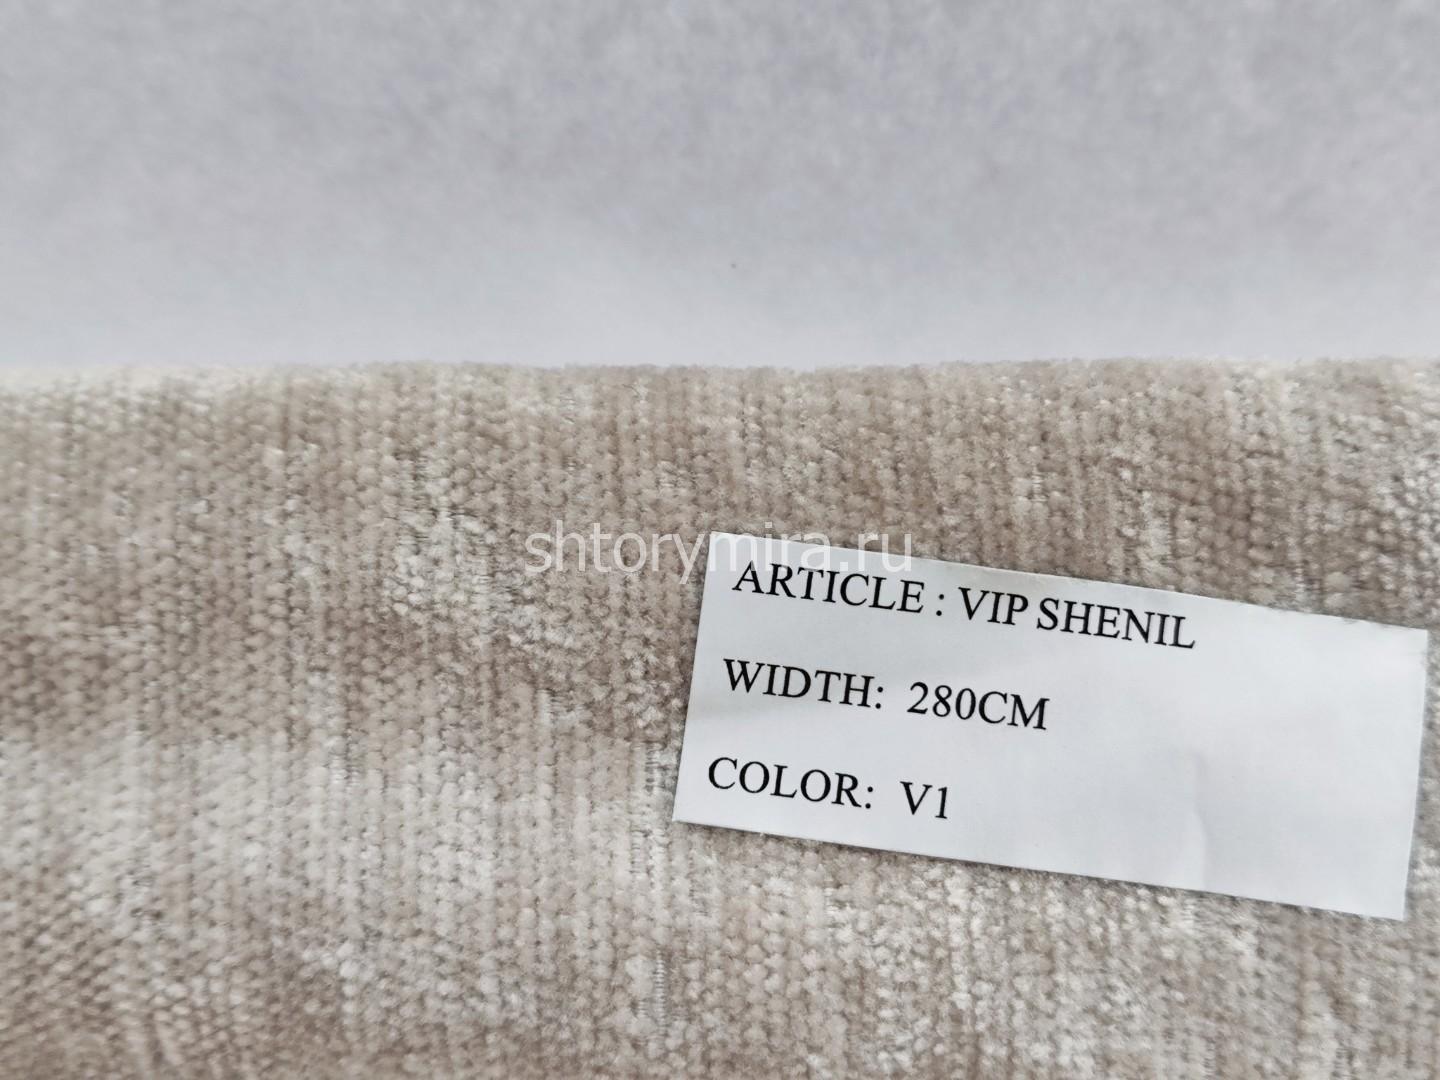 shtorymira.ru
ARTICLE : VIP SHENIL
WIDTH: 280CM
COLOR: V1